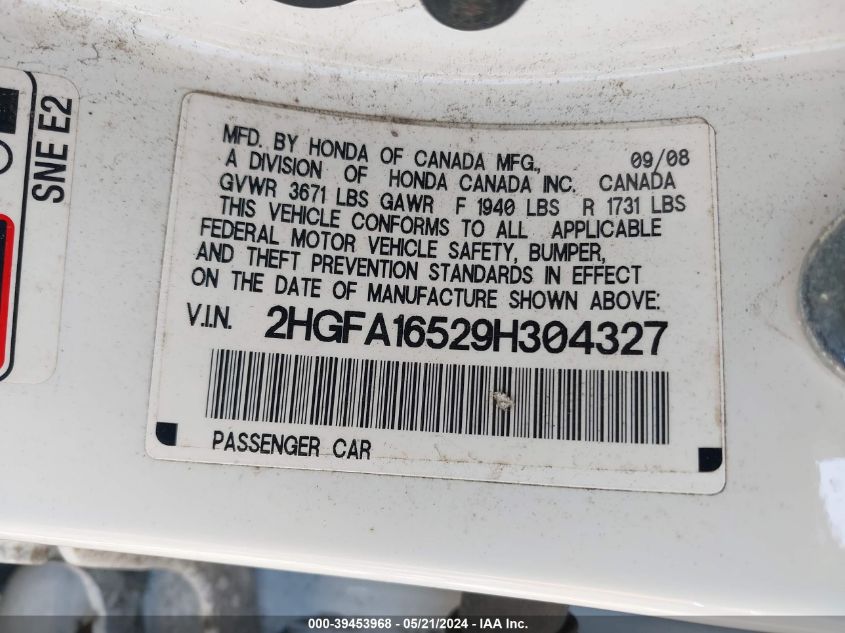 SNE E2
MFD. BY HONDA OF CANADA MFG., 09/08
A DIVISION OF HONDA CANADA INC. CANADA
GVWR 3671 LBS GAWR F 1940 LBS R 1731 LBS
THIS VEHICLE CONFORMS TO ALL APPLICABLE
FEDERAL MOTOR VEHICLE SAFETY, BUMPER,
AND THEFT PREVENTION STANDARDS IN EFFECT
ON THE DATE OF MANUFACTURE SHOWN ABOVE:
V.I.N. 2HGFA16529H304327
PASSENGER CAR
000-39453968 - 05/21/2024 - IAA Inc.